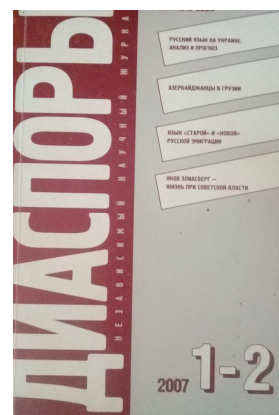 ДИАСПОРЫ
НЕЗАВИСИМЫЙ НАУЧНЫЙ ЖУРНА
РУССКИЙ ЯЗЫК НА УКРАИНЕ:
АНАЛИЗ И ПРОГНОЗ
АЗЕРБАЙДЖАНЦЫ В ГРУЗИИ
ЯЗЫК «СТАРОЙ» И «НОВОЙ»
РУССКОЙ ЭМИГРАЦИИ
ЯКОВ ЭЛИАСБЕРГ –
ЖИЗНЬ ПРИ СОВЕТСКОЙ ВЛАСТИ
2007 1-2